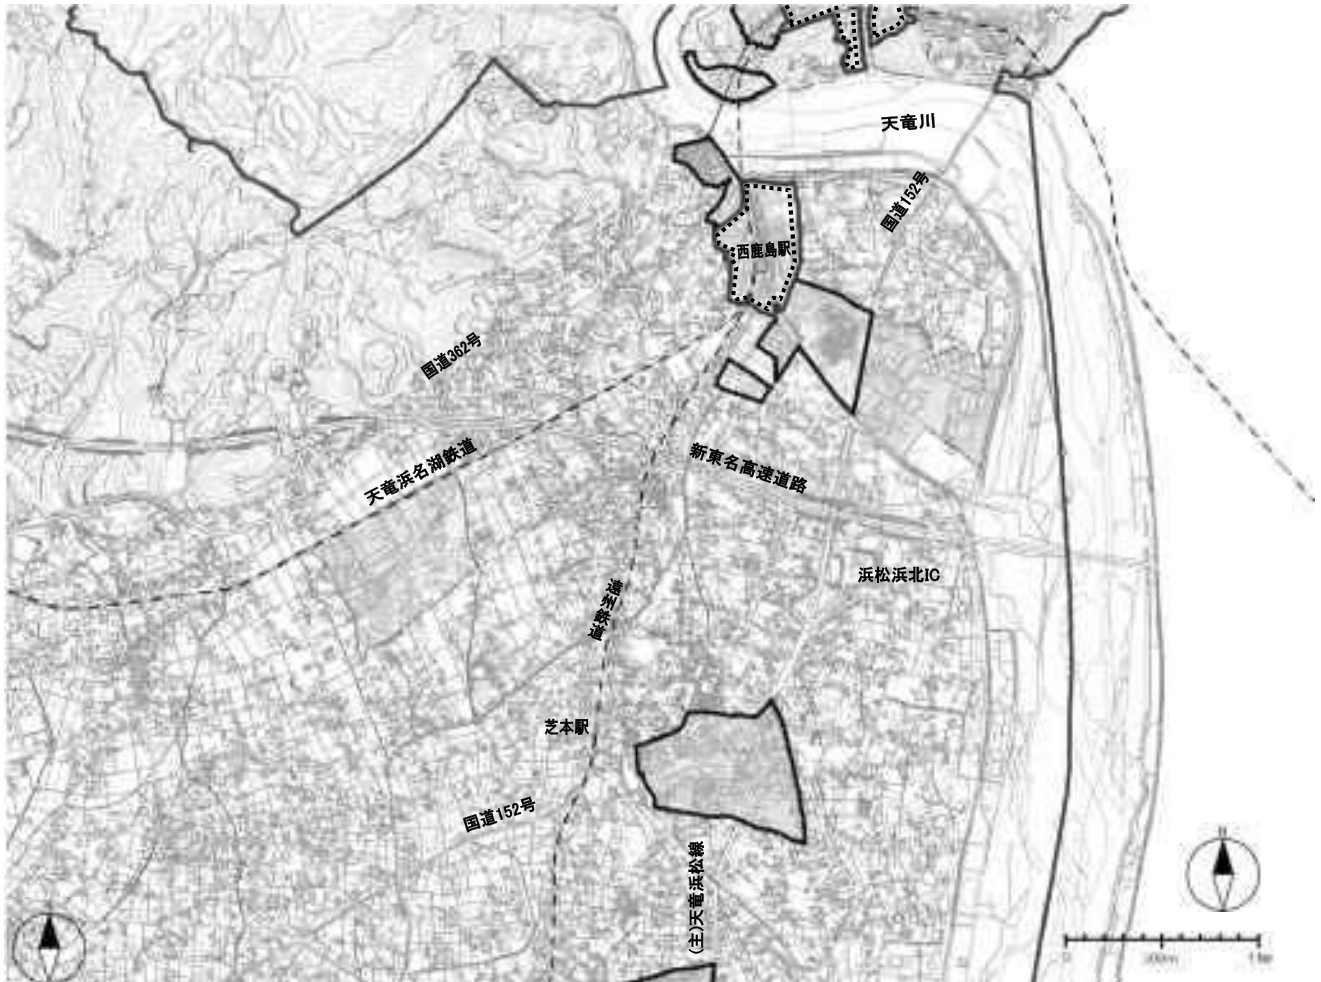 天竜川
国道152号
西鹿島駅
国道362号
天竜浜名湖鉄道
新東名高速道路
浜松浜北IC
遠州鉄道
芝本駅
国道152号
(主)天竜浜松線
0 500m 1km